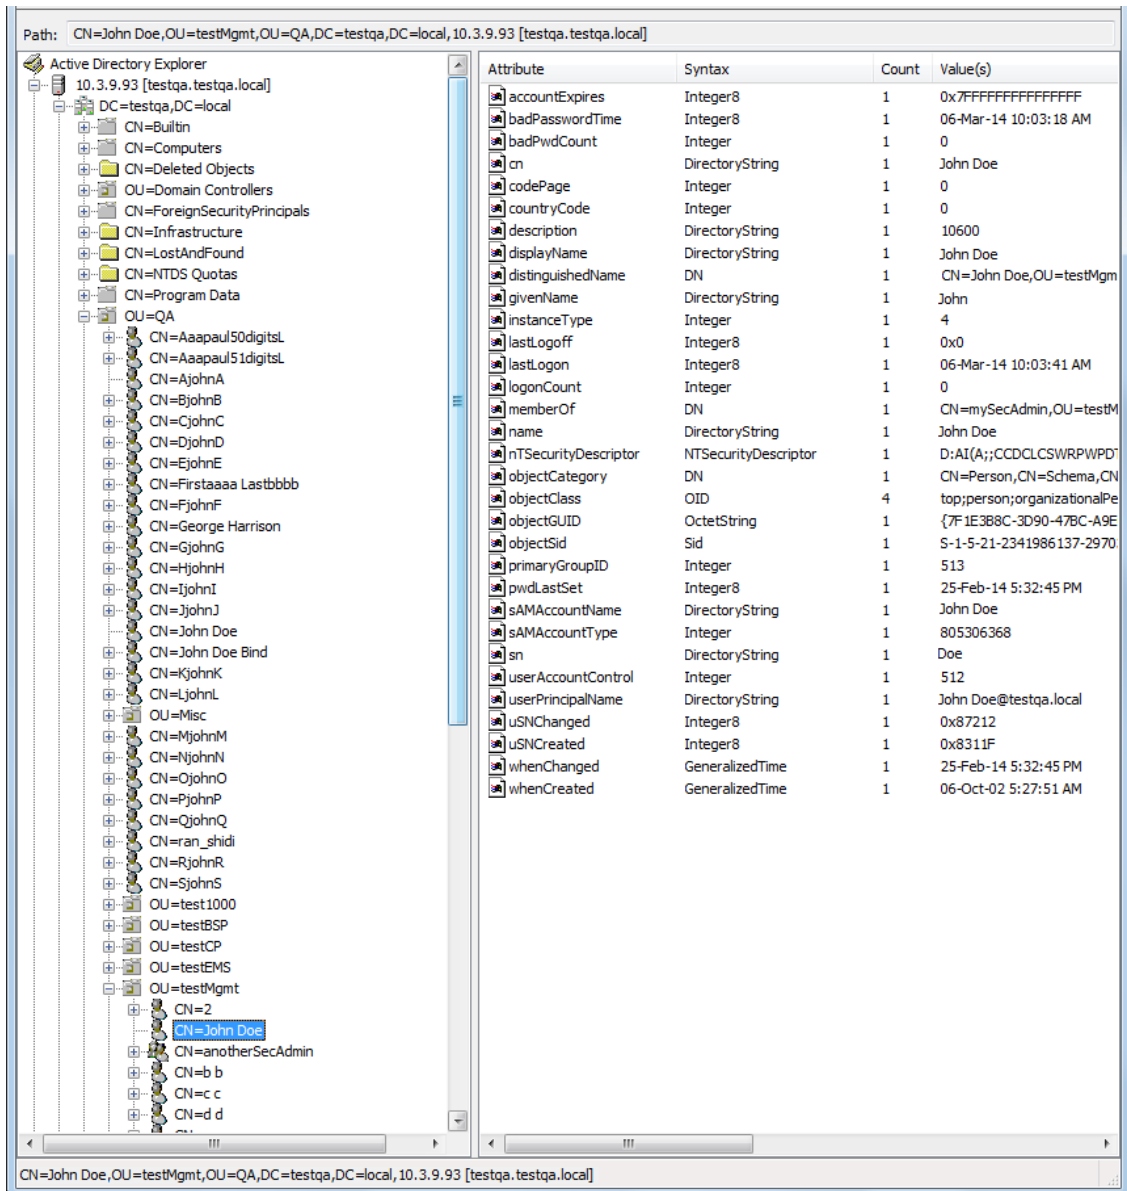 Path: CN=John Doe,OU=testMgmt,OU=QA,DC=testqa,DC=local,10.3.9.93 [testqa.testqa.local]
Active Directory Explorer
10.3.9.93 [testqa.testqa.local]
DC=testqa,DC=local
CN=Builtin
CN=Computers
CN=Deleted Objects
OU=Domain Controllers
CN=ForeignSecurityPrincipals
CN=Infrastructure
CN=LostAndFound
CN=NTDS Quotas
CN=Program Data
OU=QA
CN=Aaapaul50digitsL
CN=Aaapaul51digitsL
CN=AjohnA
CN=BjohnB
CN=CjohnC
CN=DjohnD
CN=EjohnE
CN=Firstaaaa Lastbbbb
CN=FjohnF
CN=George Harrison
CN=GjohnG
CN=HjohnH
CN=IjohnI
CN=JjohnJ
CN=John Doe
CN=John Doe Bind
CN=KjohnK
CN=LjohnL
OU=Misc
CN=MjohnM
CN=NjohnN
CN=OjohnO
CN=PjohnP
CN=QjohnQ
CN=ran_shidi
CN=RjohnR
CN=SjohnS
OU=test1000
OU=testBSP
OU=testCP
OU=testEMS
OU=testMgmt
CN=2
CN=John Doe
CN=anotherSecAdmin
CN=b b
CN=c c
CN=d d
Attribute Syntax Count Value(s)
accountExpires Integer8 1 0x7FFFFFFFFFFFFFFF
badPasswordTime Integer8 1 06-Mar-14 10:03:18 AM
badPwdCount Integer 1 0
cn DirectoryString 1 John Doe
codePage Integer 1 0
countryCode Integer 1 0
description DirectoryString 1 10600
displayName DirectoryString 1 John Doe
distinguishedName DN 1 CN=John Doe,OU=testMgm
givenName DirectoryString 1 John
instanceType Integer 1 4
lastLogoff Integer8 1 0x0
lastLogon Integer8 1 06-Mar-14 10:03:41 AM
logonCount Integer 1 0
memberOf DN 1 CN=mySecAdmin,OU=testM
name DirectoryString 1 John Doe
nTSecurityDescriptor NTSecurityDescriptor 1 D:AI(A;;CCDCLCSWRPWPDT
objectCategory DN 1 CN=Person,CN=Schema,CN
objectClass OID 4 top;person;organizationalPe
objectGUID OctetString 1 {7F1E3B8C-3D90-47BC-A9E
objectSid Sid 1 S-1-5-21-2341986137-2970
primaryGroupID Integer 1 513
pwdLastSet Integer8 1 25-Feb-14 5:32:45 PM
sAMAccountName DirectoryString 1 John Doe
sAMAccountType Integer 1 805306368
sn DirectoryString 1 Doe
userAccountControl Integer 1 512
userPrincipalName DirectoryString 1 John Doe@testqa.local
uSNChanged Integer8 1 0x87212
uSNCreated Integer8 1 0x8311F
whenChanged GeneralizedTime 1 25-Feb-14 5:32:45 PM
whenCreated GeneralizedTime 1 06-Oct-02 5:27:51 AM
CN=John Doe,OU=testMgmt,OU=QA,DC=testqa,DC=local,10.3.9.93 [testqa.testqa.local]